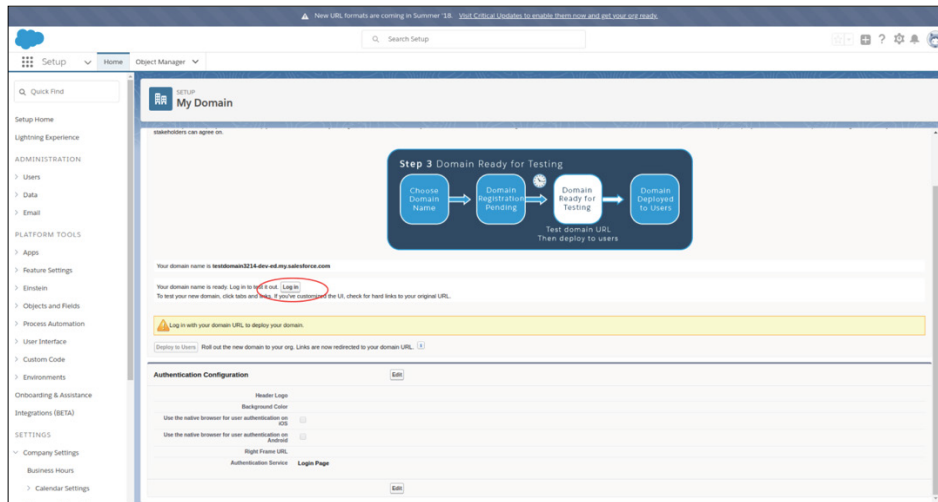 New URL formats are coming in Summer '18. Visit Critical Updates to enable them now and get your org ready.
Search Setup
Setup
Home
Object Manager
Quick Find
Setup Home
Lightning Experience
ADMINISTRATION
Users
Data
Email
PLATFORM TOOLS
Apps
Feature Settings
Einstein
Objects and Fields
Process Automation
User Interface
Custom Code
Environments
Onboarding & Assistance
Integrations (BETA)
SETTINGS
Company Settings
Business Hours
Calendar Settings
SETUP
My Domain
stakeholders can agree on.
Step 3 Domain Ready for Testing
Choose
Domain
Name
Domain
Registration
Pending
Domain
Ready for
Testing
Domain
Deployed
to Users
Test domain URL
Then deploy to users
Your domain name is testdomain3214-dev-ed.my.salesforce.com
Your domain name is ready. Log in to test it out. Log in
To test your new domain, click tabs and links. If you've customized the UI, check for hard links to your original URL.
Log in with your domain URL to deploy your domain.
Deploy to Users Roll out the new domain to your org. Links are now redirected to your domain URL.
Authentication Configuration
Edit
Header Logo
Background Color
Use the native browser for user authentication on
iOS
Use the native browser for user authentication on
Android
Right Frame URL
Authentication Service Login Page
Edit